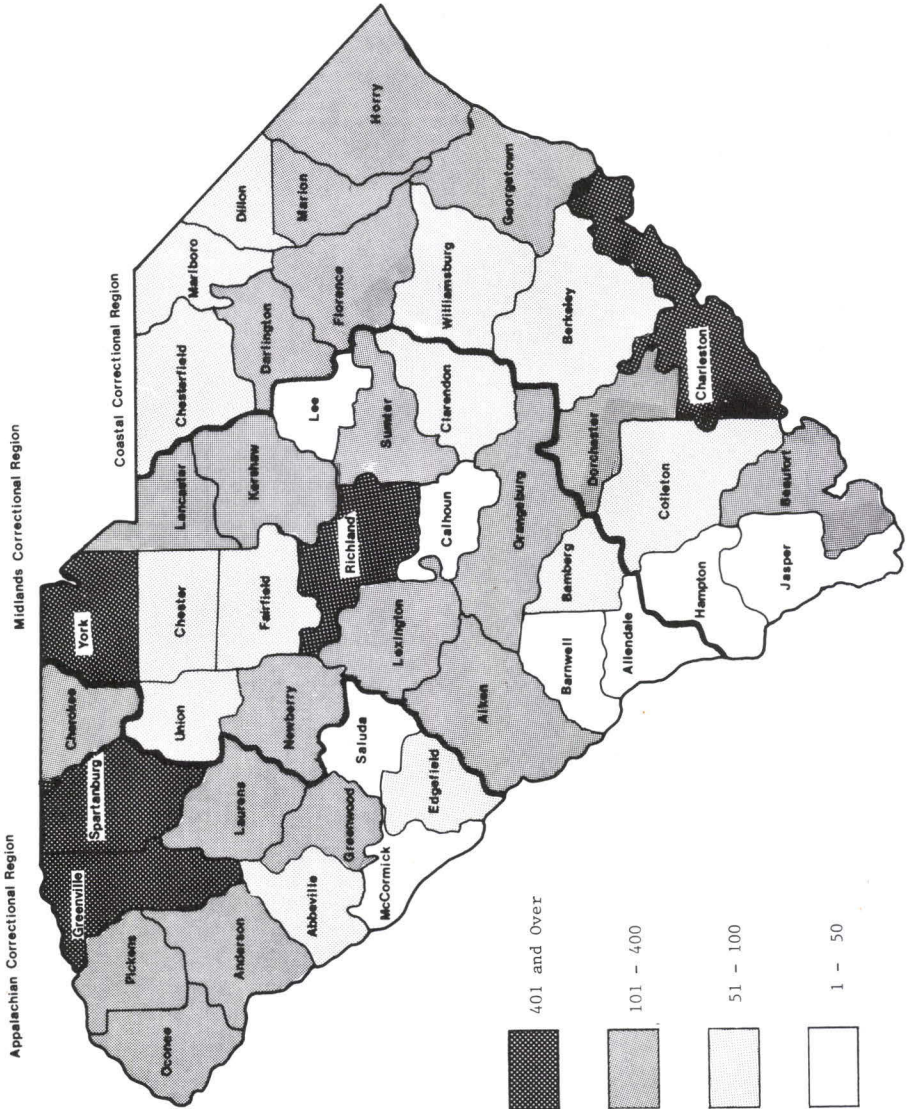 Appalachian Correctional Region
Midlands Correctional Region
Coastal Correctional Region
Oconee
Pickens
Greenville
Spartanburg
Cherokee
York
Anderson
Laurens
Union
Chester
Lancaster
Chesterfield
Marlboro
Dillon
Abbeville
Greenwood
Newberry
Fairfield
Kershaw
Darlington
Marion
Horry
McCormick
Saluda
Edgefield
Lexington
Richland
Lee
Sumter
Florence
Aiken
Calhoun
Clarendon
Williamsburg
Georgetown
Orangeburg
Barnwell
Bamberg
Allendale
Dorchester
Berkeley
Hampton
Colleton
Charleston
Jasper
Beaufort
401 and Over
101 - 400
51 - 100
1 - 50